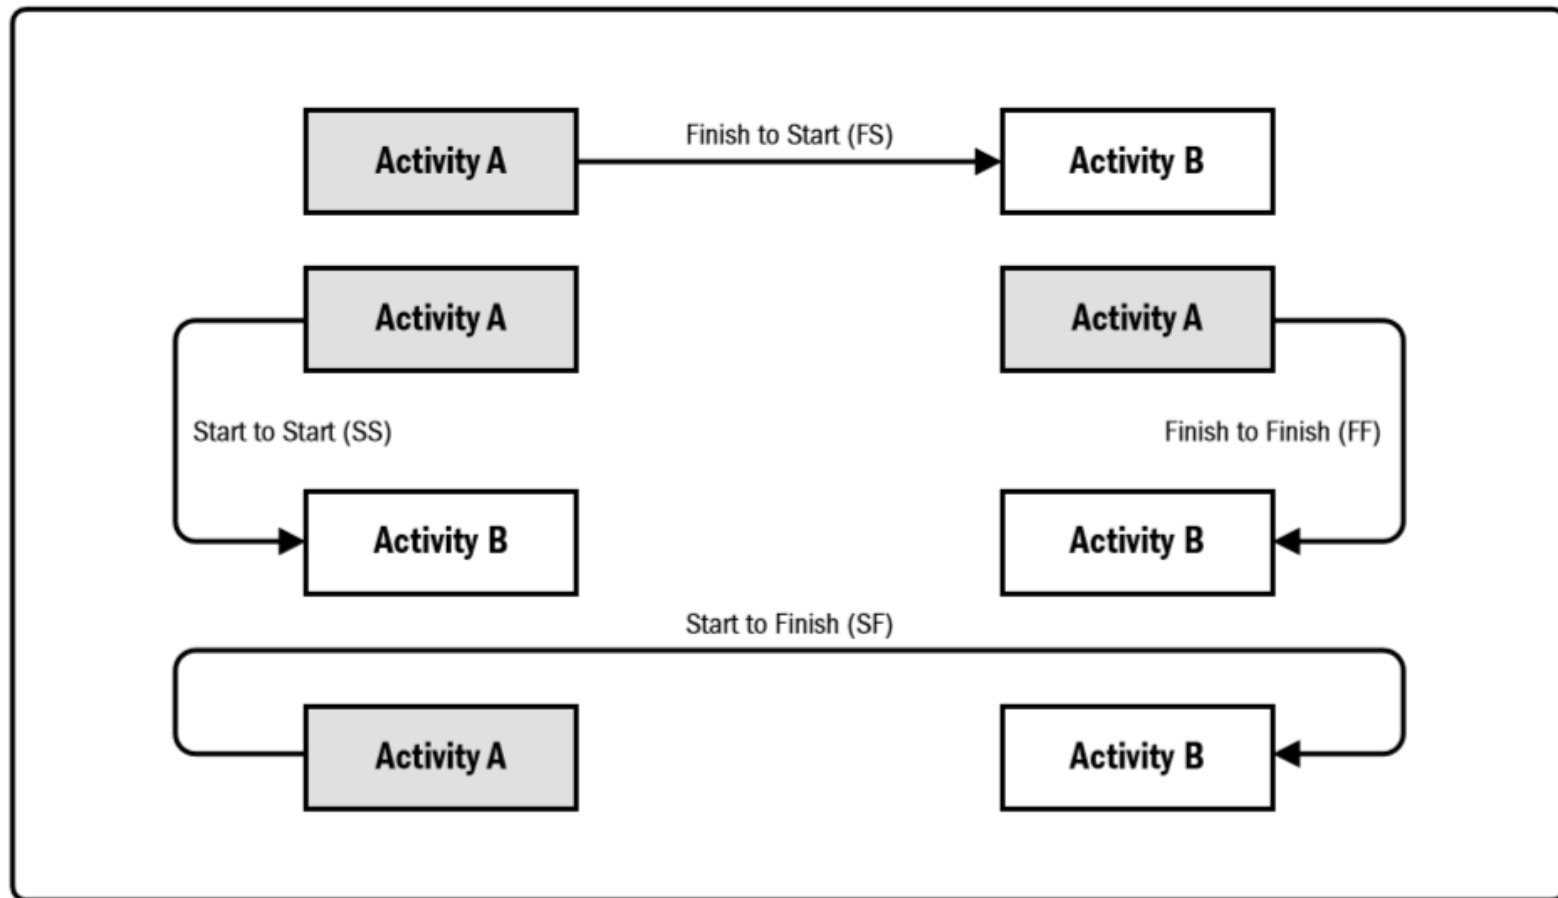 Finish to Start (FS)
Activity A
Activity B
Activity A
Activity A
Start to Start (SS)
Finish to Finish (FF)
Activity B
Activity B
Start to Finish (SF)
Activity A
Activity B